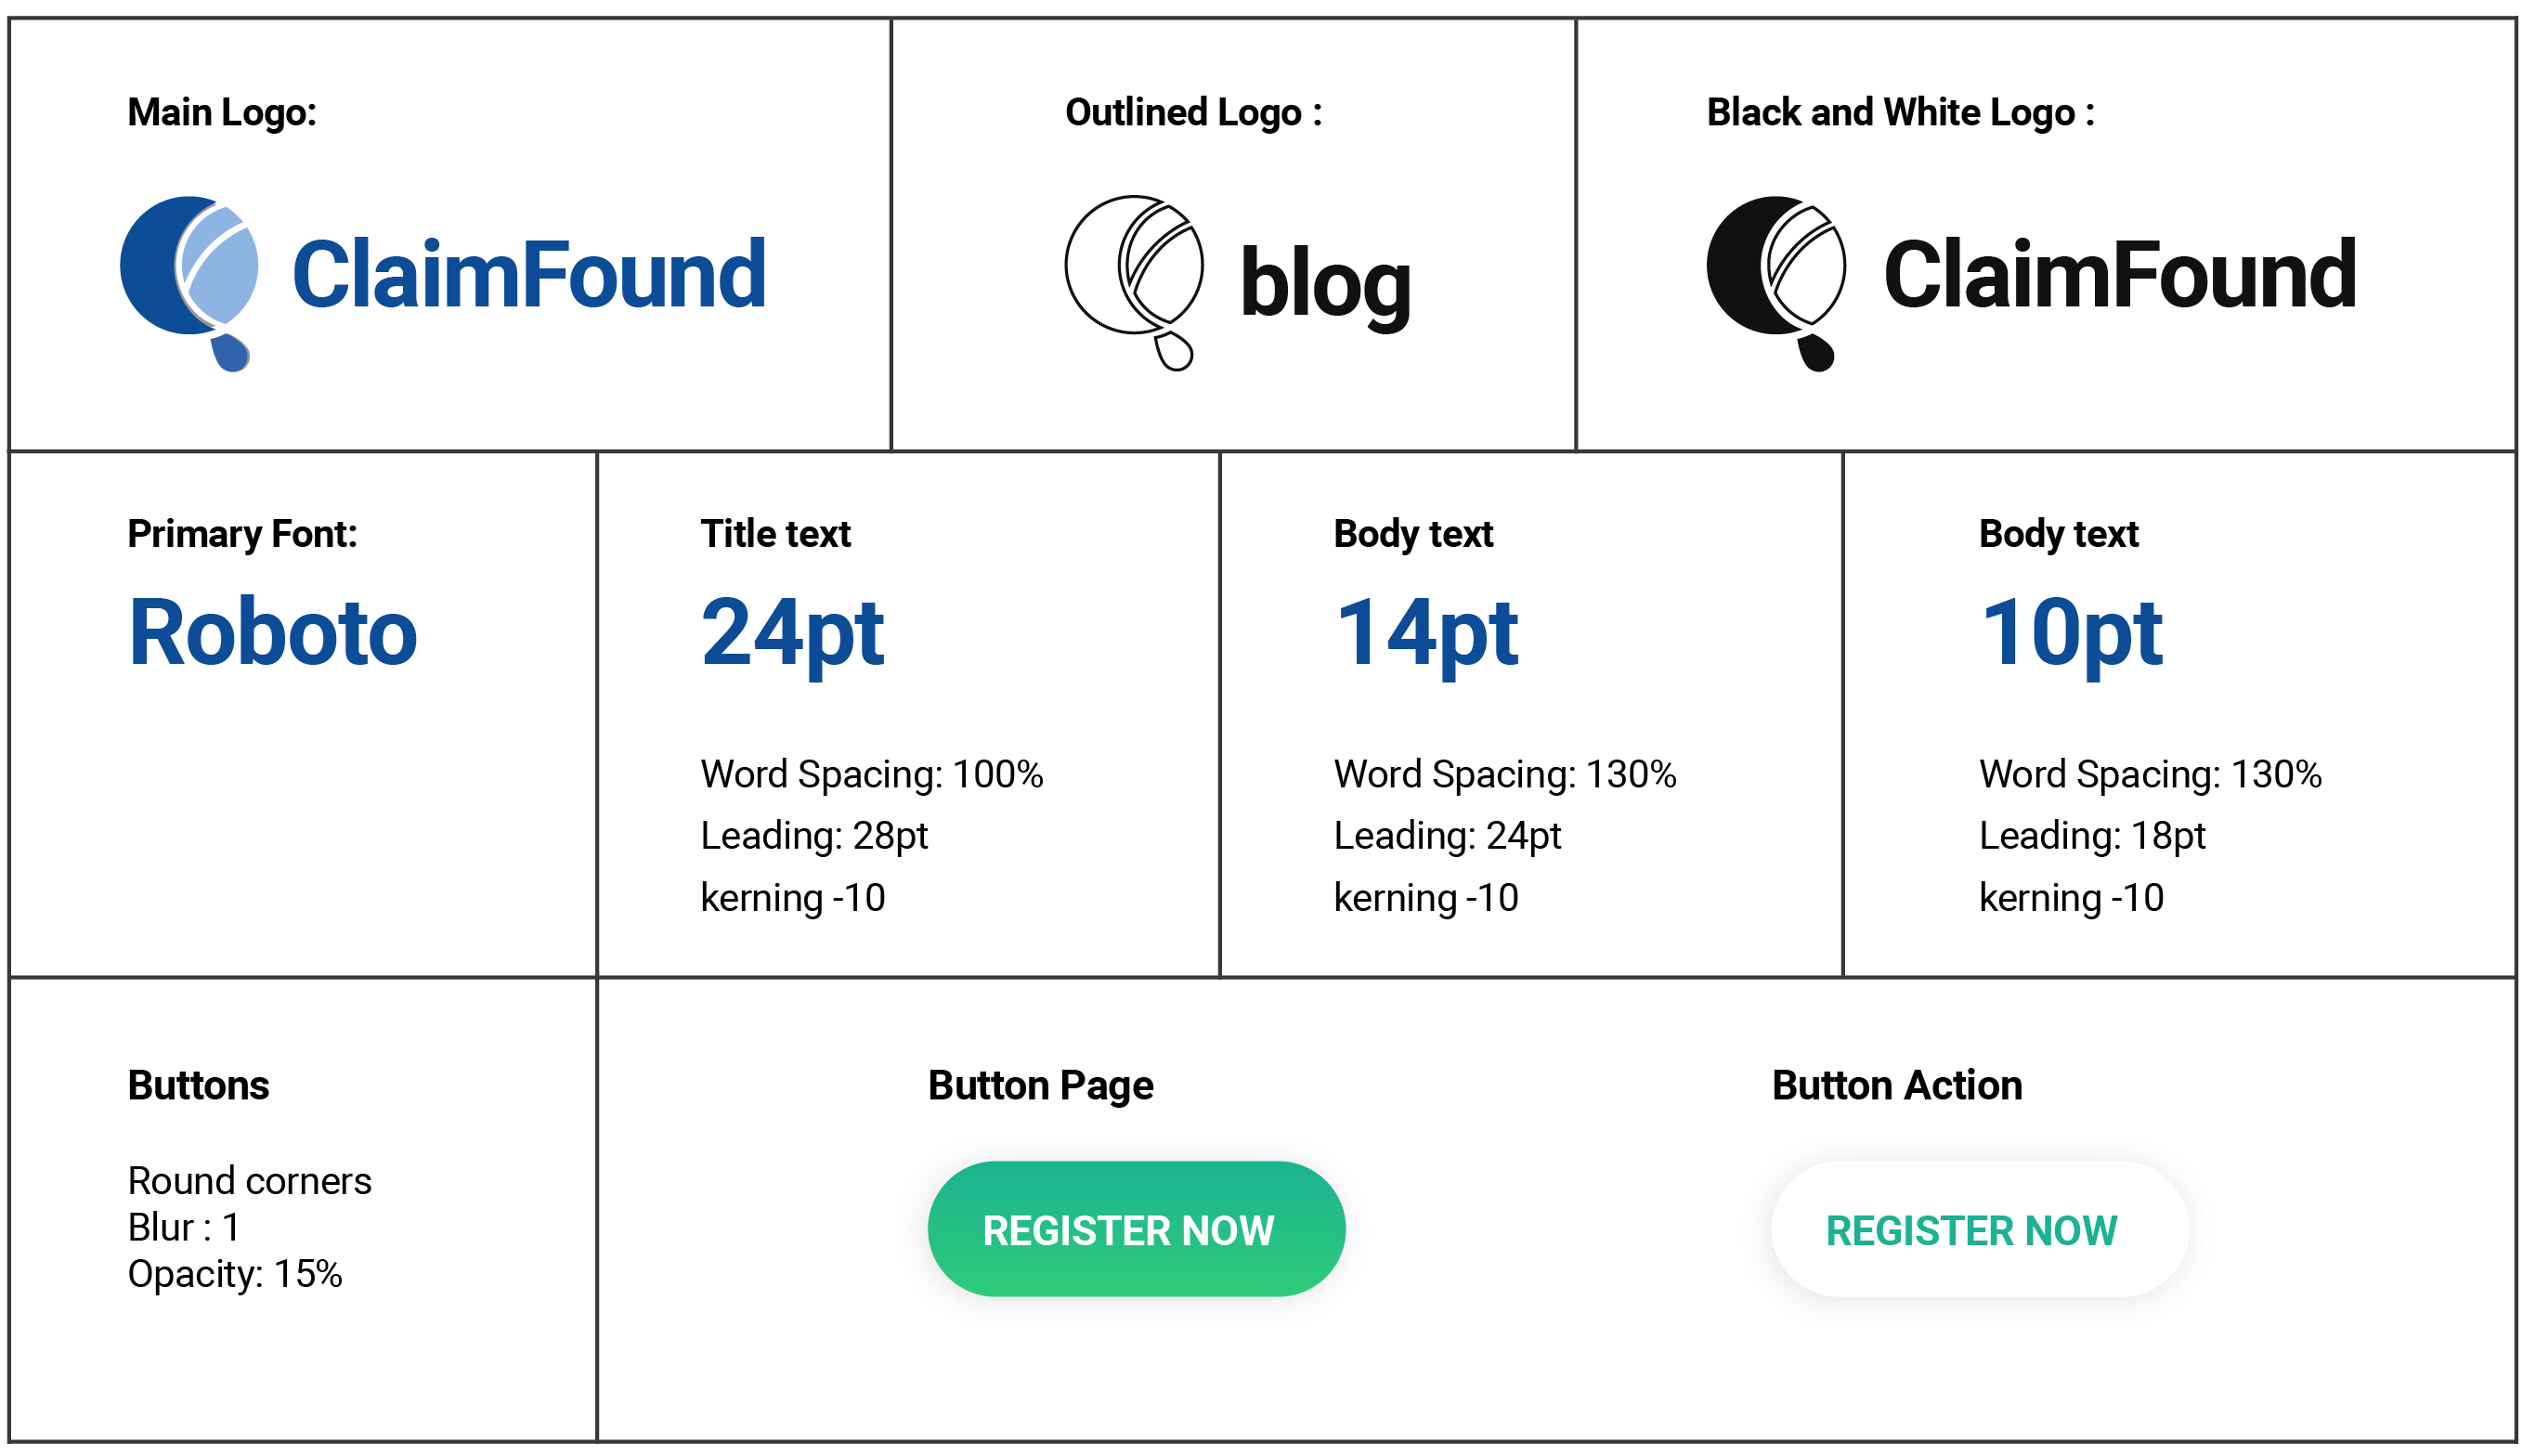 Main Logo:
Outlined Logo :
Black and White Logo :
ClaimFound
blog
ClaimFound
Primary Font:
Roboto
Title text
24pt
Word Spacing: 100%
Leading: 28pt
kerning -10
Body text
14pt
Word Spacing: 130%
Leading: 24pt
kerning -10
Body text
10pt
Word Spacing: 130%
Leading: 18pt
kerning -10
Buttons
Round corners
Blur : 1
Opacity: 15%
Button Page
REGISTER NOW
Button Action
REGISTER NOW